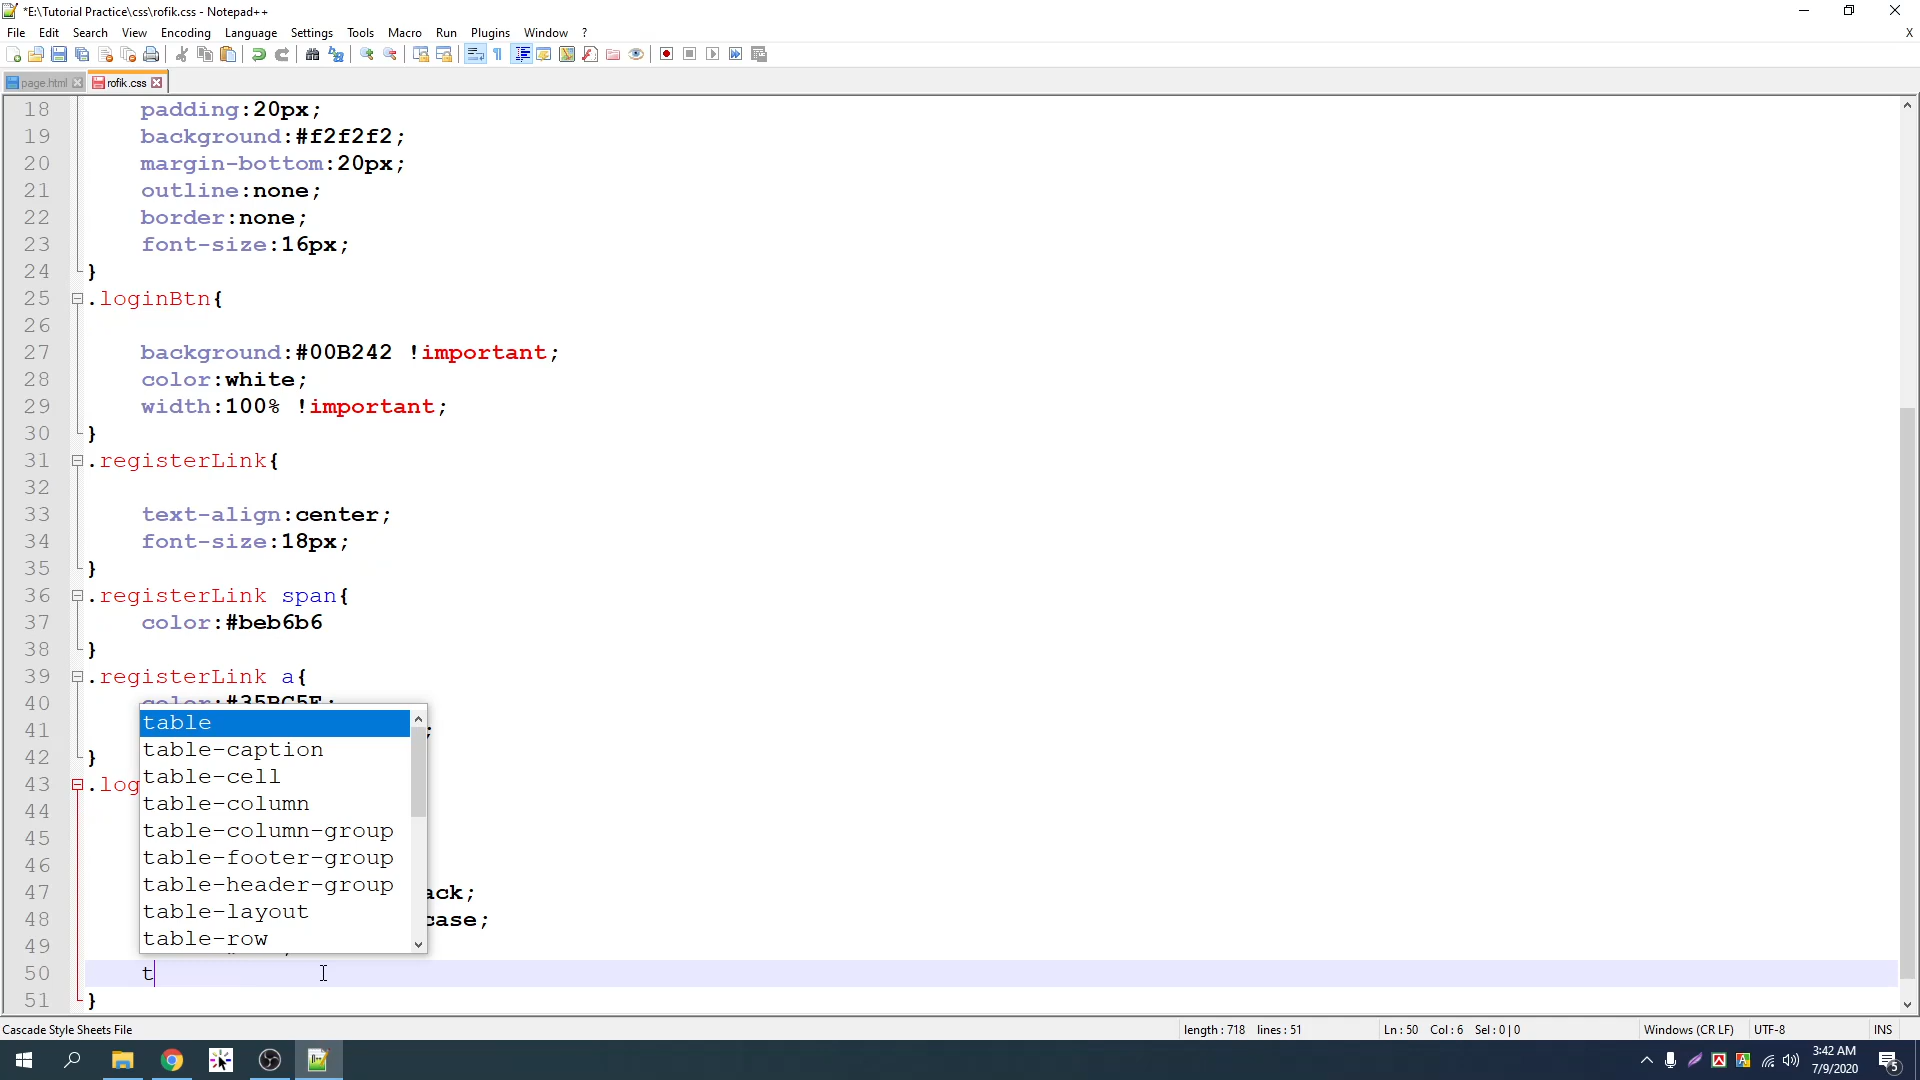 *E:\Tutorial Practice\css\rofik.css - Notepad++
File Edit Search View Encoding Language Settings Tools Macro Run Plugins Window ? X
page.html rofik.css
18 padding:20px;
19 background:#f2f2f2;
20 margin-bottom:20px;
21 outline:none;
22 border:none;
23 font-size:16px;
24 }
25 .loginBtn{
26
27 background:#00B242 !important;
28 color:white;
29 width:100% !important;
30 }
31 .registerLink{
32
33 text-align:center;
34 font-size:18px;
35 }
36 .registerLink span{
37 color:#beb6b6
38 }
39 .registerLink a{
40 color:#35BC5E;
41 ;
42 }
43 .log
44
45
46
47 ack;
48 case;
49
50 t
51 }
table
table-caption
table-cell
table-column
table-column-group
table-footer-group
table-header-group
table-layout
table-row
Cascade Style Sheets File length : 718 lines : 51 Ln : 50 Col : 6 Sel : 0 | 0 Windows (CR LF) UTF-8 INS
3:42 AM
7/9/2020
5